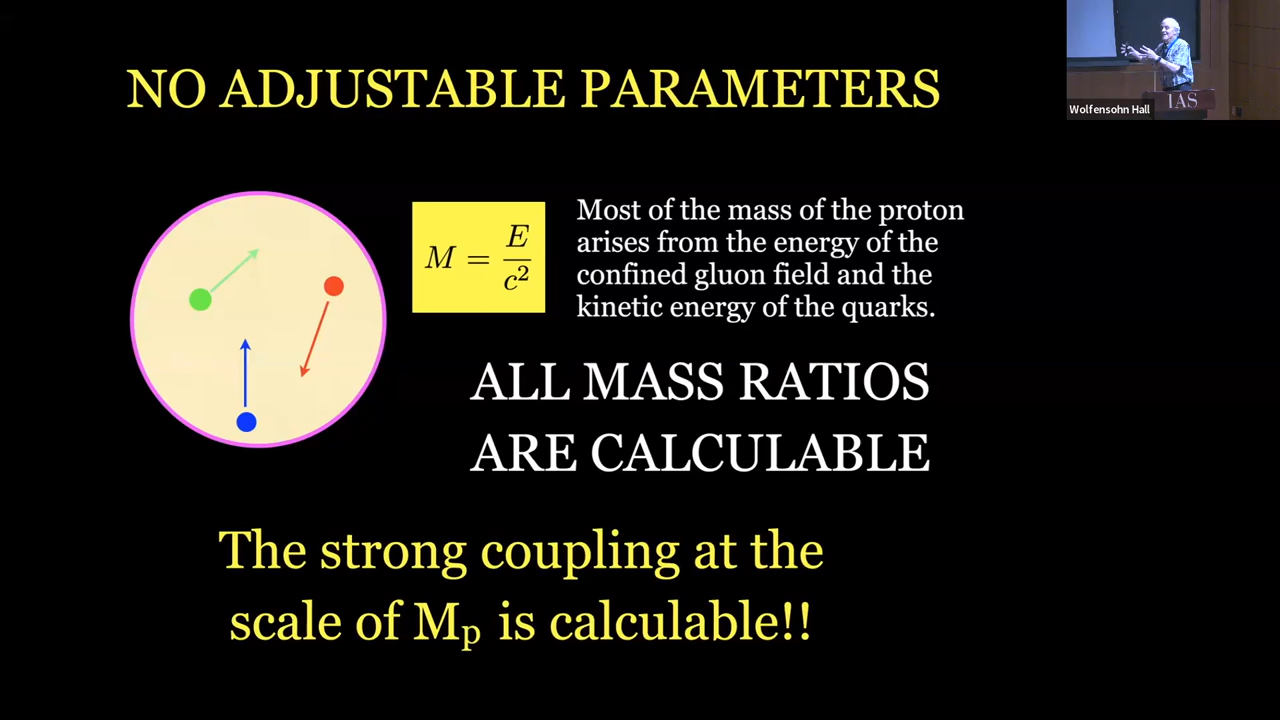 NO ADJUSTABLE PARAMETERS
IAS
Wolfensohn Hall
M = E/c²
Most of the mass of the proton
arises from the energy of the
confined gluon field and the
kinetic energy of the quarks.
ALL MASS RATIOS
ARE CALCULABLE
The strong coupling at the
scale of Mₚ is calculable!!